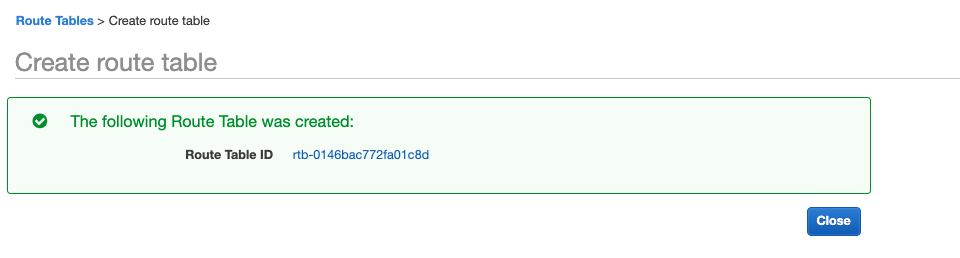 Route Tables > Create route table
Create route table
The following Route Table was created:
Route Table ID rtb-0146bac772fa01c8d
Close